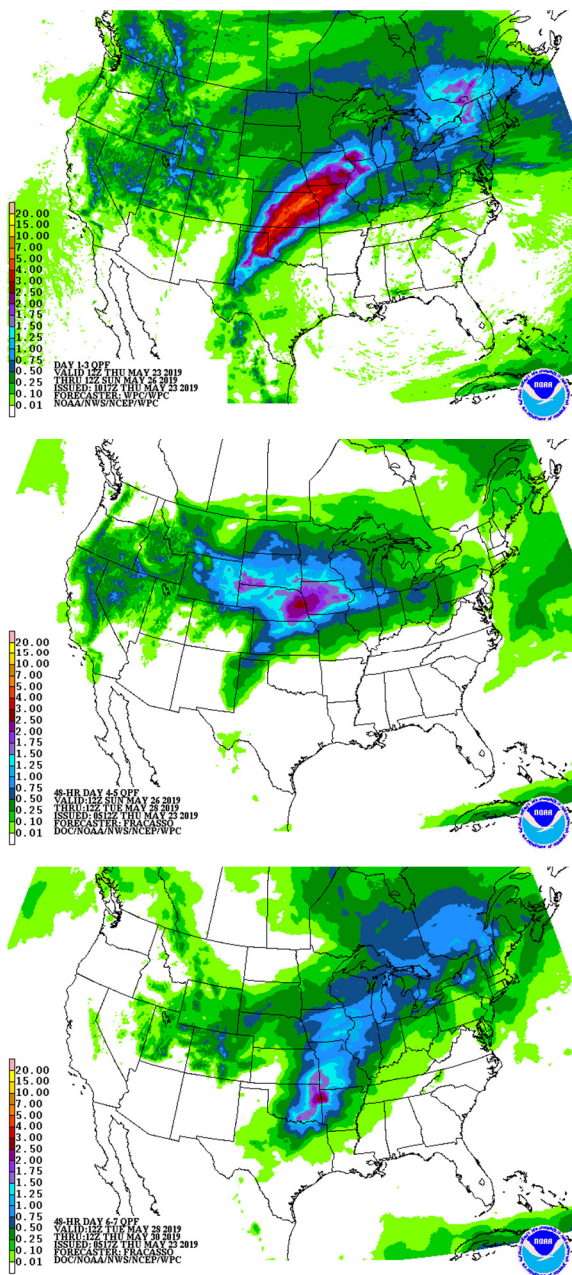 20.00
15.00
10.00
7.00
5.00
4.00
3.00
2.50
2.00
1.75
1.50
1.25
1.00
0.75
0.50
0.25
0.10
0.01
DAY 1-3 QPF
VALID 12Z THU MAY 23 2019
THRU 12Z SUN MAY 26 2019
ISSUED: 1017Z THU MAY 23 2019
FORECASTER: WPC/WPC
NOAA/NWS/NCEP/WPC
NOAA
20.00
15.00
10.00
7.00
5.00
4.00
3.00
2.50
2.00
1.75
1.50
1.25
1.00
0.75
0.50
0.25
0.10
0.01
48-HR DAY 4-5 QPF
VALID:12Z SUN MAY 26 2019
THRU:12Z TUE MAY 28 2019
ISSUED: 0512Z THU MAY 23 2019
FORECASTER: FRACASSO
DOC/NOAA/NWS/NCEP/WPC
NOAA
20.00
15.00
10.00
7.00
5.00
4.00
3.00
2.50
2.00
1.75
1.50
1.25
1.00
0.75
0.50
0.25
0.10
0.01
48-HR DAY 6-7 QPF
VALID:12Z TUE MAY 28 2019
THRU:12Z THU MAY 30 2019
ISSUED: 0517Z THU MAY 23 2019
FORECASTER: FRACASSO
DOC/NOAA/NWS/NCEP/WPC
NOAA